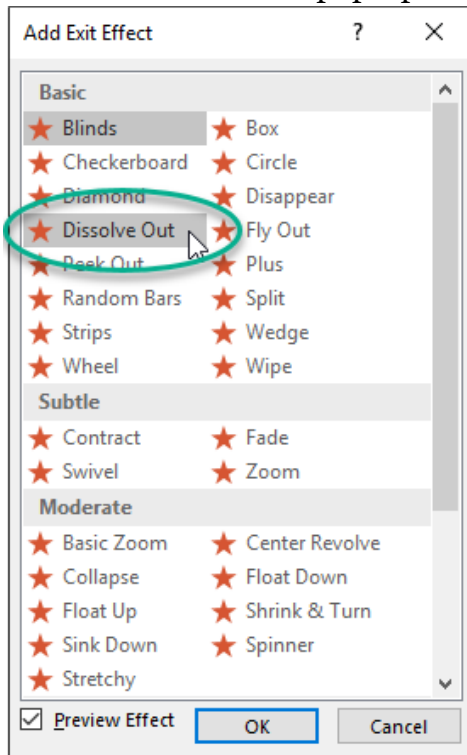 Add Exit Effect ? ×
Basic
Blinds Box
Checkerboard Circle
Diamond Disappear
Dissolve Out Fly Out
Peek Out Plus
Random Bars Split
Strips Wedge
Wheel Wipe
Subtle
Contract Fade
Swivel Zoom
Moderate
Basic Zoom Center Revolve
Collapse Float Down
Float Up Shrink & Turn
Sink Down Spinner
Stretchy
Preview Effect OK Cancel